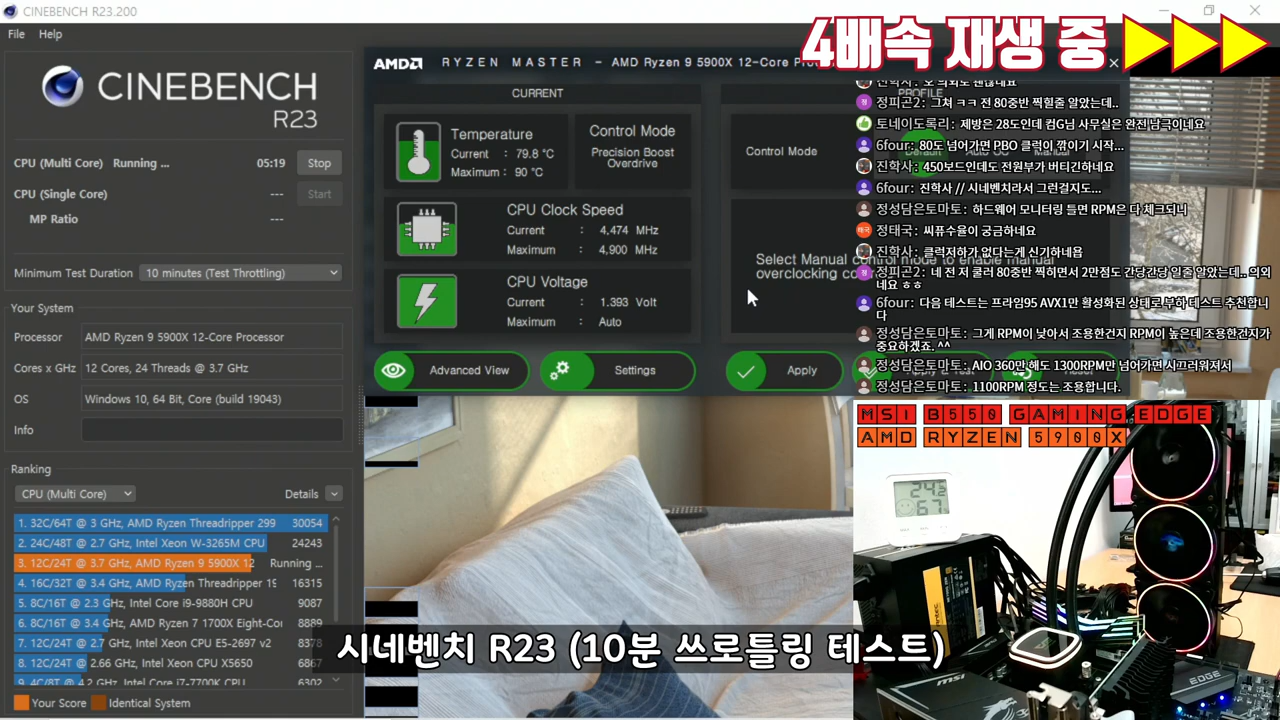 CINEBENCH R23.200
File Help
CINEBENCH
R23
CPU (Multi Core) Running ... 05:19 Stop
CPU (Single Core) --- Start
MP Ratio ---
Minimum Test Duration 10 minutes (Test Throttling)
Your System
Processor AMD Ryzen 9 5900X 12-Core Processor
Cores x GHz 12 Cores, 24 Threads @ 3.7 GHz
OS Windows 10, 64 Bit, Core (build 19043)
Info
Ranking
CPU (Multi Core) Details
1. 32C/64T @ 3 GHz, AMD Ryzen Threadripper 299 30054
2. 24C/48T @ 2.7 GHz, Intel Xeon W-3265M CPU 24243
3. 12C/24T @ 3.7 GHz, AMD Ryzen 9 5900X 12 Running ...
4. 16C/32T @ 3.4 GHz, AMD Ryzen Threadripper 19 16315
5. 8C/16T @ 2.3 GHz, Intel Core i9-9880H CPU 9087
6. 8C/16T @ 3.4 GHz, AMD Ryzen 7 1700X Eight-Co 8889
7. 12C/24T @ 2.7 GHz, Intel Xeon CPU E5-2697 v2 8378
8. 12C/24T @ 2.66 GHz, Intel Xeon CPU X5650 6867
9. 4C/8T @ 4.2 GHz, Intel Core i7-7700K CPU 6302
Your Score Identical System
4배속 재생 중
AMD RYZEN MASTER - AMD Ryzen 9 5900X 12-Core
CURRENT
PROFILE
Temperature
Current : 79.8 °C
Maximum : 90 °C
Control Mode
Precision Boost
Overdrive
Control Mode
CPU Clock Speed
Current : 4,474 MHz
Maximum : 4,900 MHz
CPU Voltage
Current : 1.393 Volt
Maximum : Auto
Select Manual control mode to enable manual
overclocking
Advanced View Settings Apply
정피곤2: 그쳐 ㅋㅋ 전 80중반 찍힐줄 알았는데..
토네이도록리: 제방은 28도인데 컴G님 사무실은 완전 남극이네요
6four: 80도 넘어가면 PBO 클럭이 깎이기 시작...
진학사: 450보드인데도 전원부가 버티긴하네요
6four: 진학사 // 시네벤치라서 그런걸지도...
정성담은토마토: 하드웨어 모니터링 틀면 RPM은 다 체크되니
정태국: 씨퓨수율이 궁금하네요
진학사: 클럭저하가 없다는게 신기하네욥
정피곤2: 네 전 저 쿨러 80중반 찍히면서 2만점도 간당간당 일줄 알았는데.. 의외
네요 ㅎㅎ
6four: 다음 테스트는 프라임95 AVX1만 활성화된 상태로 부하 테스트 추천합니
다
정성담은토마토: 그게 RPM이 낮아서 조용한건지 RPM이 높은데 조용한건지가
중요하겠죠. ^^
정성담은토마토: AIO 360만 해도 1300RPM만 넘어가면 시끄러워져서
정성담은토마토: 1100RPM 정도는 조용합니다.
MSI B550 GAMING EDGE
AMD RYZEN 5900X
24.2
67
msi
EDGE
시네벤치 R23 (10분 쓰로틀링 테스트)